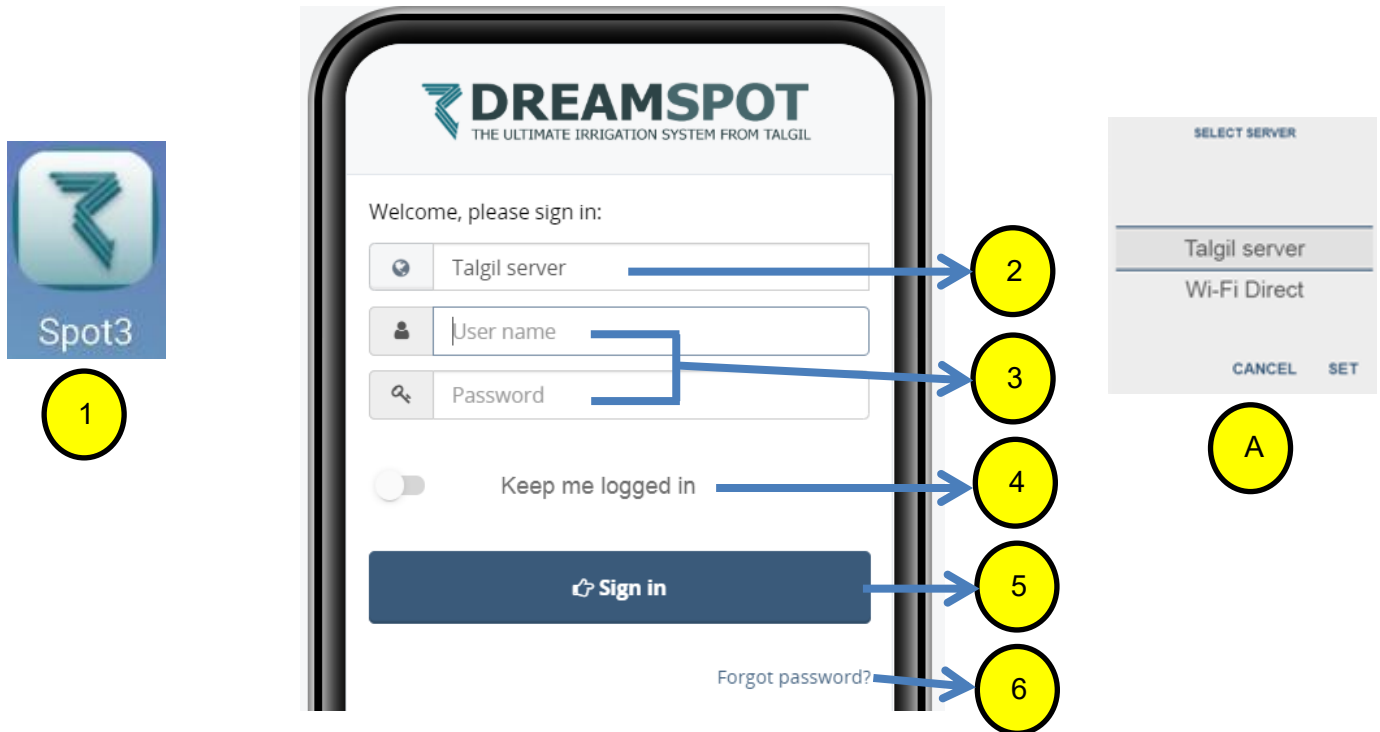 Spot3
1
DREAMSPOT
THE ULTIMATE IRRIGATION SYSTEM FROM TALGIL
Welcome, please sign in:
Talgil server
2
User name
Password
3
Keep me logged in
4
Sign in
5
Forgot password?
6
SELECT SERVER
Talgil server
Wi-Fi Direct
CANCEL SET
A